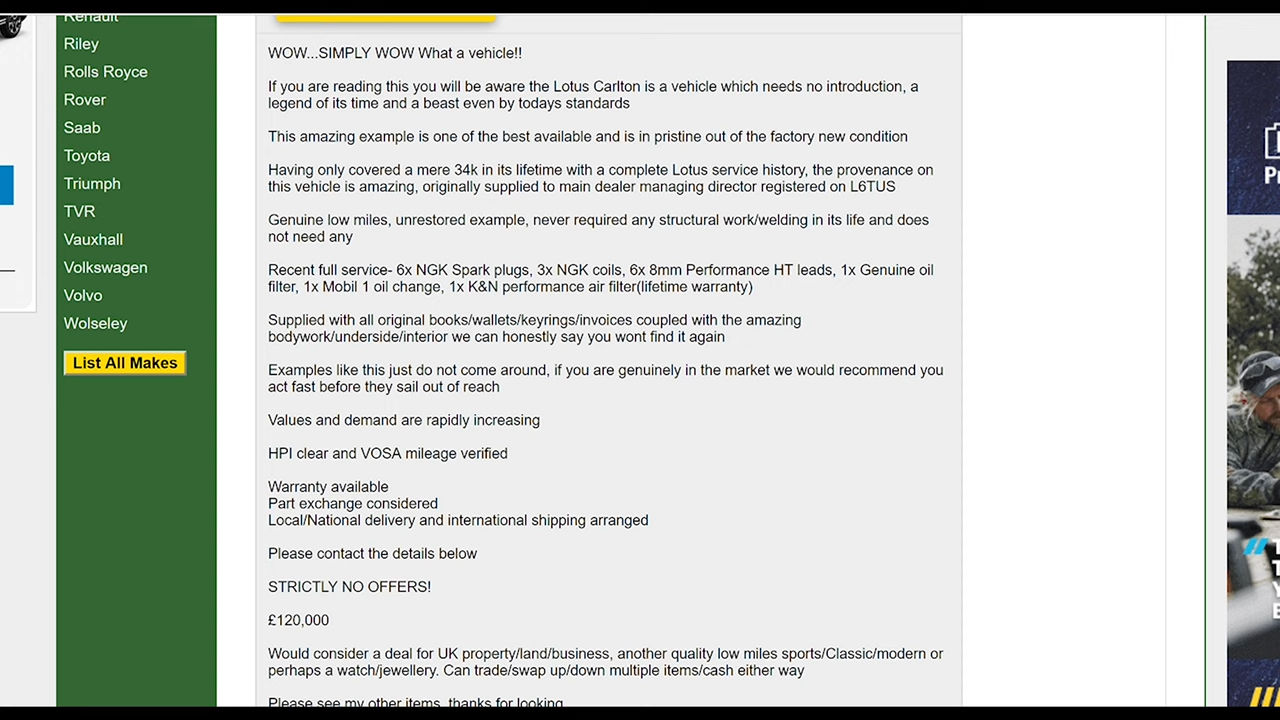 Renault
Riley
Rolls Royce
Rover
Saab
Toyota
Triumph
TVR
Vauxhall
Volkswagen
Volvo
Wolseley
List All Makes
WOW...SIMPLY WOW What a vehicle!!
If you are reading this you will be aware the Lotus Carlton is a vehicle which needs no introduction, a
legend of its time and a beast even by todays standards
This amazing example is one of the best available and is in pristine out of the factory new condition
Having only covered a mere 34k in its lifetime with a complete Lotus service history, the provenance on
this vehicle is amazing, originally supplied to main dealer managing director registered on L6TUS
Genuine low miles, unrestored example, never required any structural work/welding in its life and does
not need any
Recent full service- 6x NGK Spark plugs, 3x NGK coils, 6x 8mm Performance HT leads, 1x Genuine oil
filter, 1x Mobil 1 oil change, 1x K&N performance air filter(lifetime warranty)
Supplied with all original books/wallets/keyrings/invoices coupled with the amazing
bodywork/underside/interior we can honestly say you wont find it again
Examples like this just do not come around, if you are genuinely in the market we would recommend you
act fast before they sail out of reach
Values and demand are rapidly increasing
HPI clear and VOSA mileage verified
Warranty available
Part exchange considered
Local/National delivery and international shipping arranged
Please contact the details below
STRICTLY NO OFFERS!
£120,000
Would consider a deal for UK property/land/business, another quality low miles sports/Classic/modern or
perhaps a watch/jewellery. Can trade/swap up/down multiple items/cash either way
Please see my other items, thanks for looking